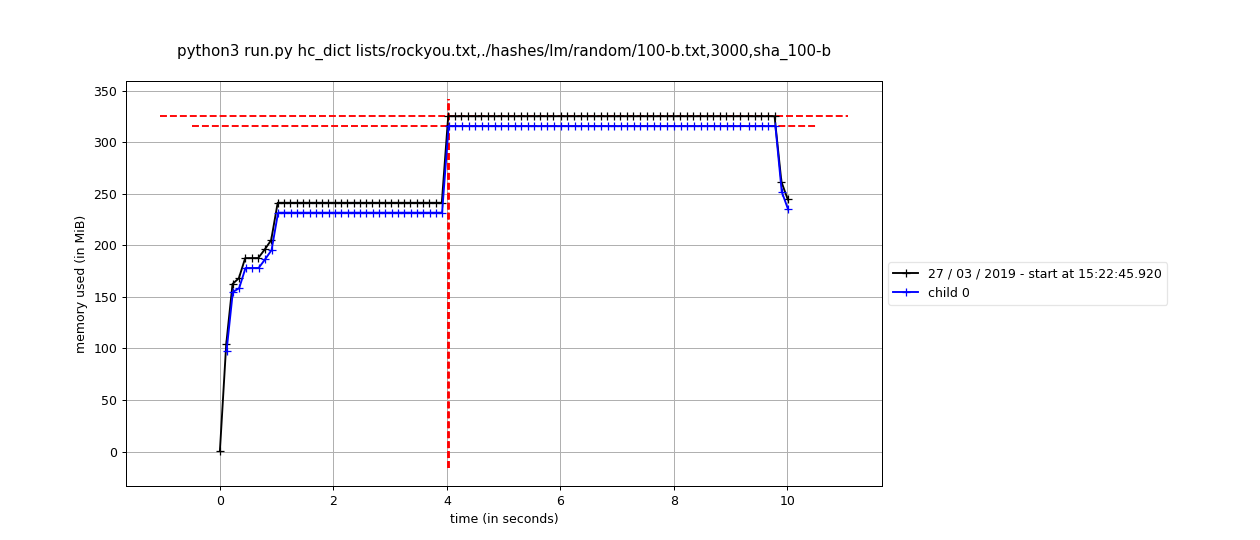 python3 run.py hc_dict lists/rockyou.txt,./hashes/lm/random/100-b.txt,3000,sha_100-b
350
300
250
200
150
100
50
0
memory used (in MiB)
0 2 4 6 8 10
time (in seconds)
27 / 03 / 2019 - start at 15:22:45.920
child 0